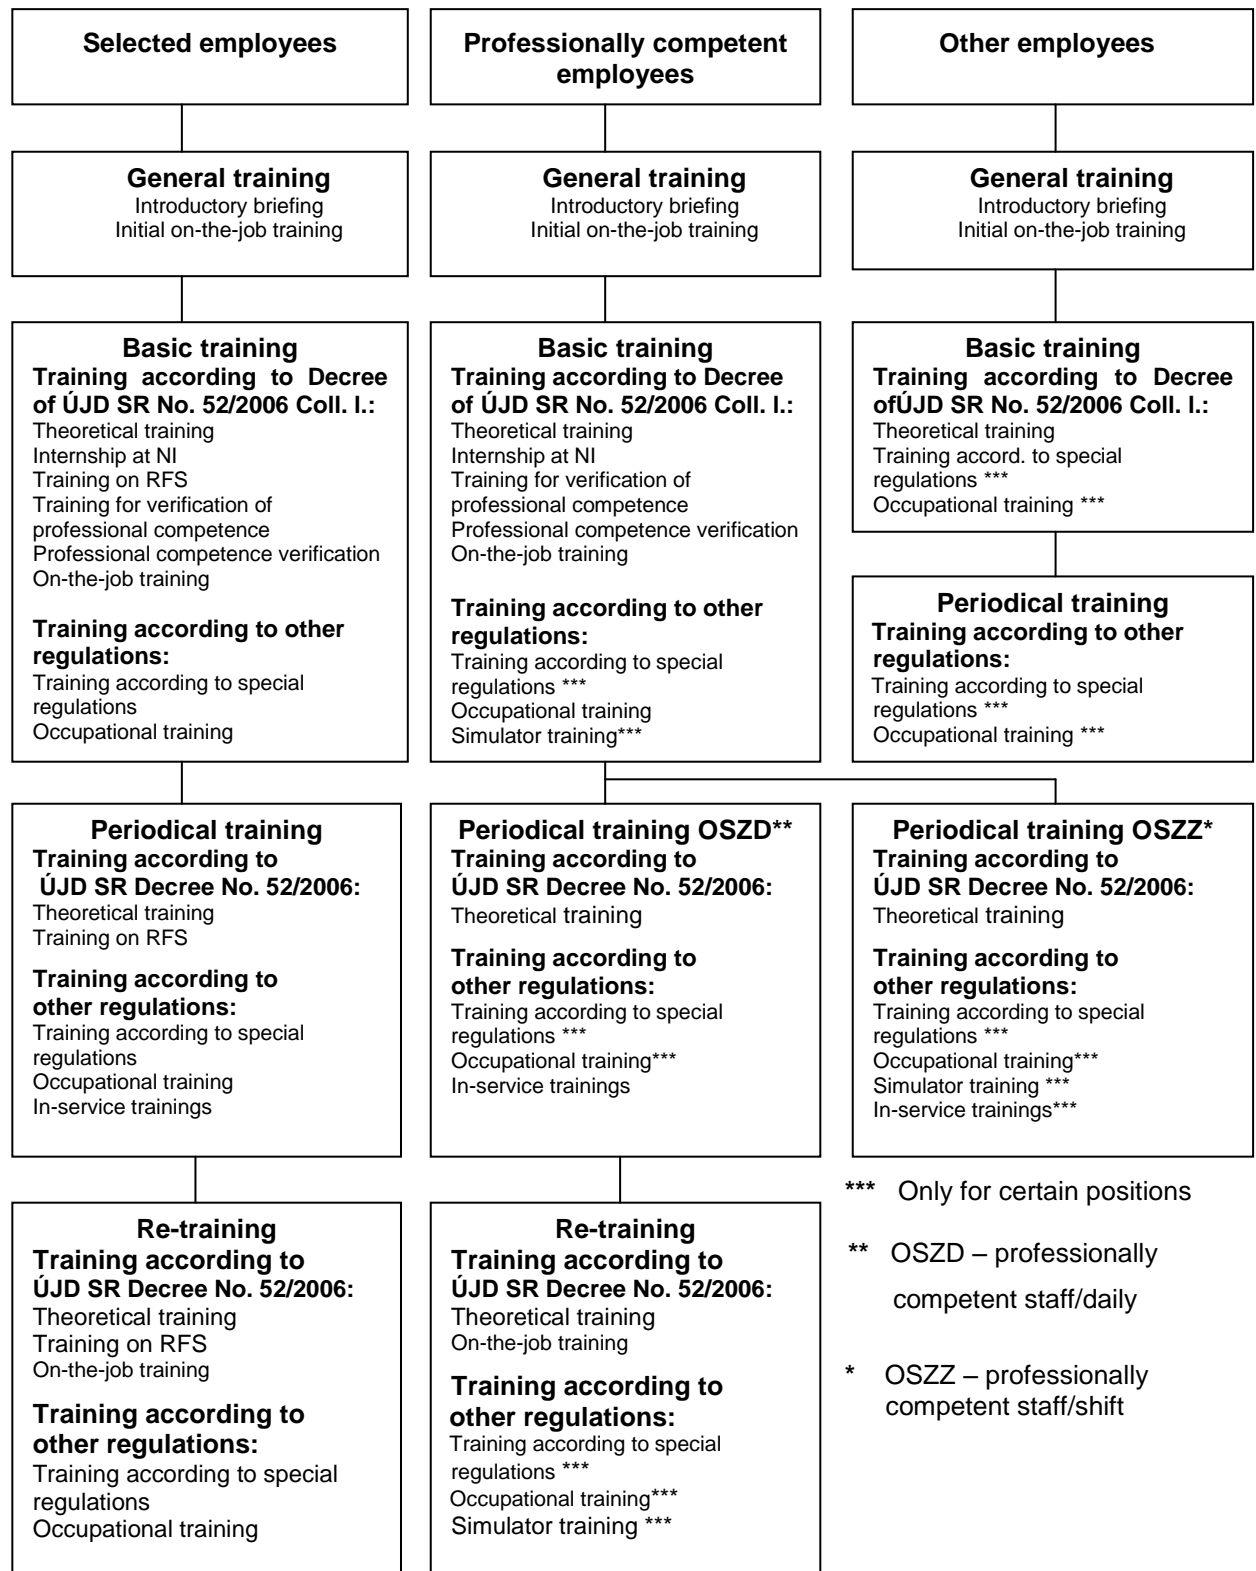 Selected employees
Professionally competent
employees
Other employees
General training
Introductory briefing
Initial on-the-job training
General training
Introductory briefing
Initial on-the-job training
General training
Introductory briefing
Initial on-the-job training
Basic training
Training according to Decree
of ÚJD SR No. 52/2006 Coll. l.:
Theoretical training
Internship at NI
Training on RFS
Training for verification of
professional competence
Professional competence verification
On-the-job training
Training according to other
regulations:
Training according to special
regulations
Occupational training
Basic training
Training according to Decree
of ÚJD SR No. 52/2006 Coll. l.:
Theoretical training
Internship at NI
Training for verification of
professional competence
Professional competence verification
On-the-job training
Training according to other
regulations:
Training according to special
regulations ***
Occupational training
Simulator training***
Basic training
Training according to Decree
ofÚJD SR No. 52/2006 Coll. l.:
Theoretical training
Training accord. to special
regulations ***
Occupational training ***
Periodical training
Training according to other
regulations:
Training according to special
regulations ***
Occupational training ***
Periodical training
Training according to
ÚJD SR Decree No. 52/2006:
Theoretical training
Training on RFS
Training according to
other regulations:
Training according to special
regulations
Occupational training
In-service trainings
Periodical training OSZD**
Training according to
ÚJD SR Decree No. 52/2006:
Theoretical training
Training according to
other regulations:
Training according to special
regulations ***
Occupational training***
In-service trainings
Periodical training OSZZ*
Training according to
ÚJD SR Decree No. 52/2006:
Theoretical training
Training according to
other regulations:
Training according to special
regulations ***
Occupational training***
Simulator training ***
In-service trainings***
Re-training
Training according to
ÚJD SR Decree No. 52/2006:
Theoretical training
Training on RFS
On-the-job training
Training according to
other regulations:
Training according to special
regulations
Occupational training
Re-training
Training according to
ÚJD SR Decree No. 52/2006:
Theoretical training
On-the-job training
Training according to
other regulations:
Training according to special
regulations ***
Occupational training***
Simulator training ***
*** Only for certain positions
** OSZD – professionally
competent staff/daily
* OSZZ – professionally
competent staff/shift